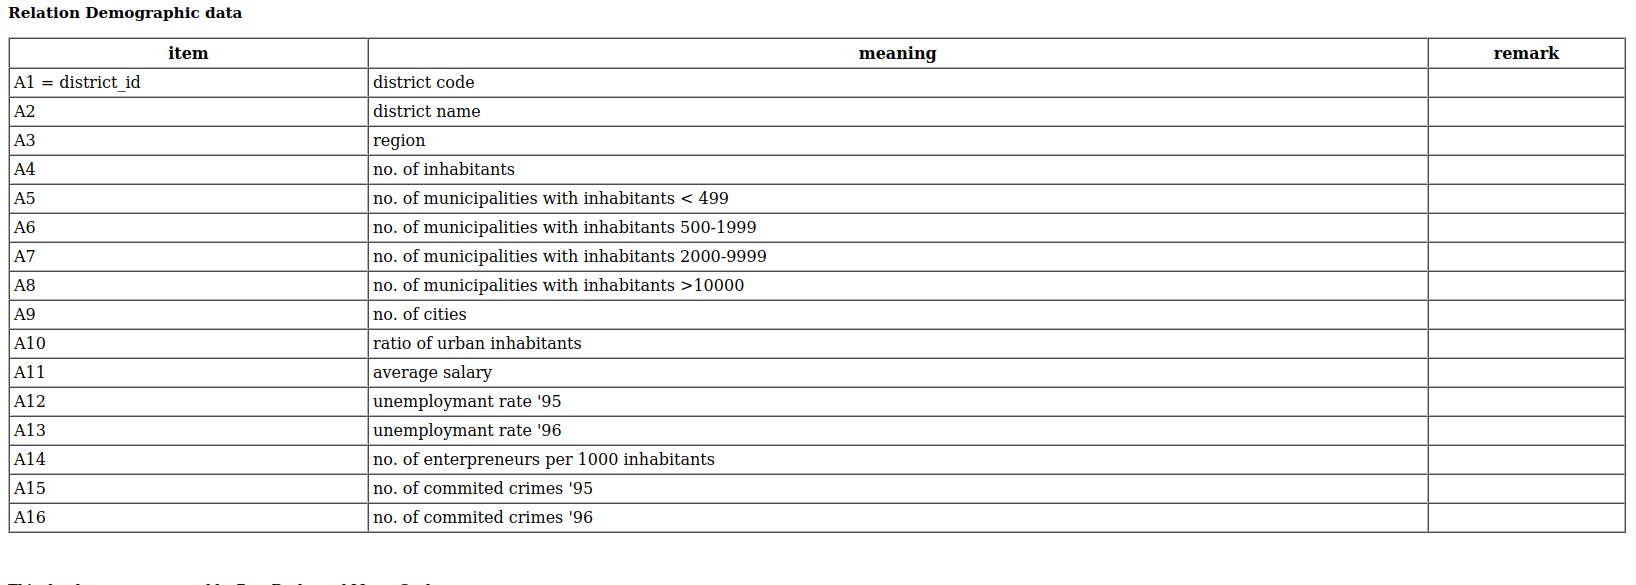 Relation Demographic data
item meaning remark
A1 = district_id district code
A2 district name
A3 region
A4 no. of inhabitants
A5 no. of municipalities with inhabitants < 499
A6 no. of municipalities with inhabitants 500-1999
A7 no. of municipalities with inhabitants 2000-9999
A8 no. of municipalities with inhabitants >10000
A9 no. of cities
A10 ratio of urban inhabitants
A11 average salary
A12 unemploymant rate '95
A13 unemploymant rate '96
A14 no. of enterpreneurs per 1000 inhabitants
A15 no. of commited crimes '95
A16 no. of commited crimes '96